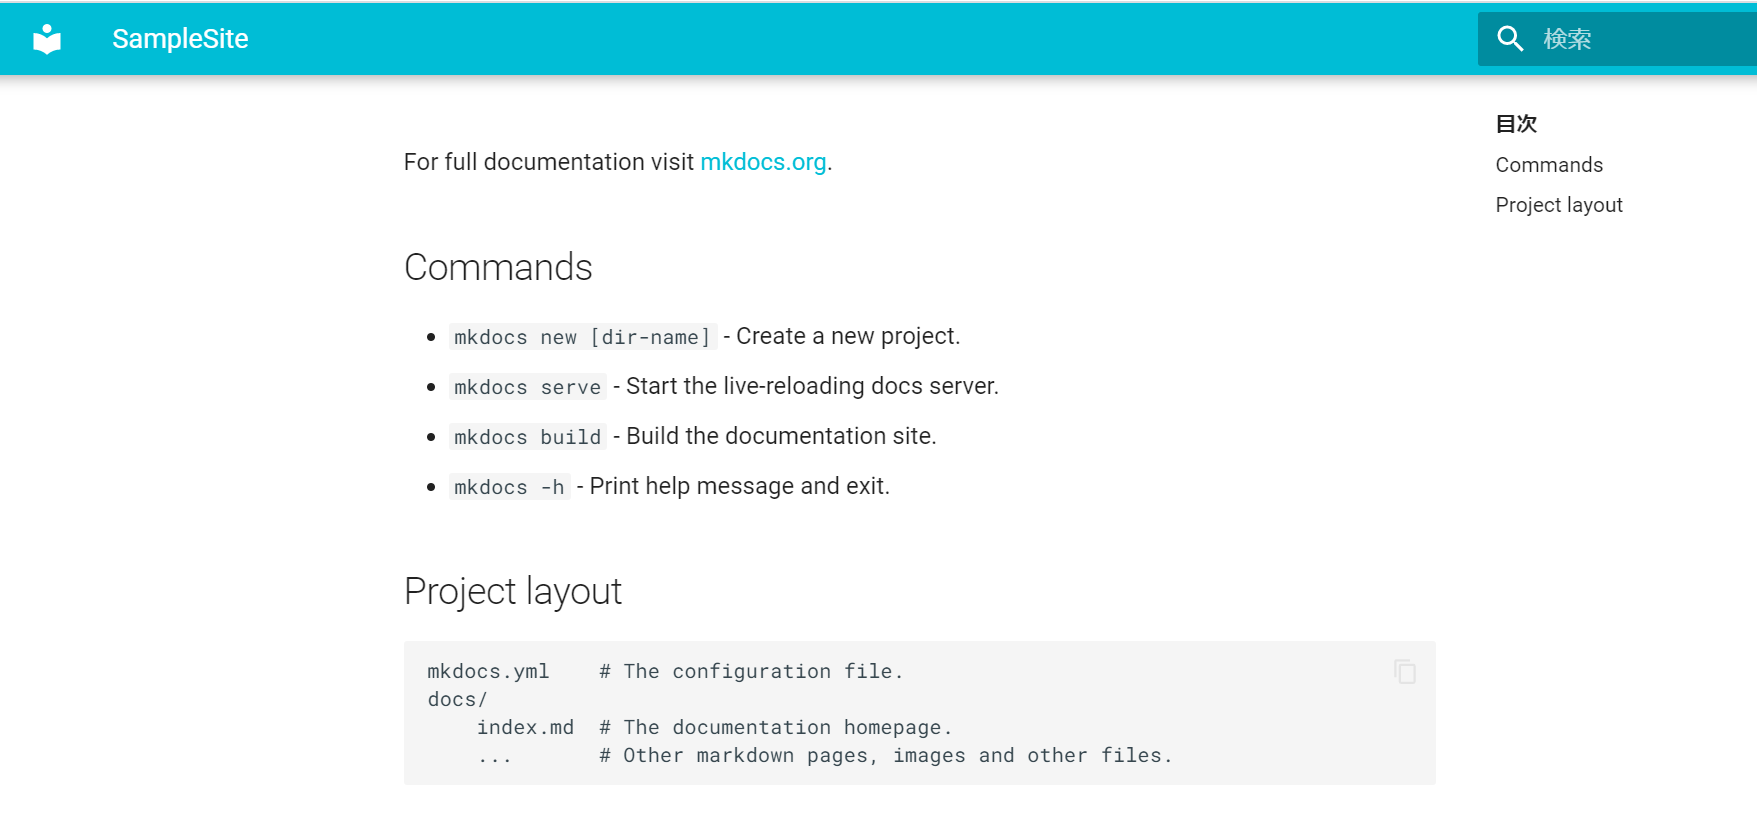 SampleSite
検索
For full documentation visit mkdocs.org.
Commands
mkdocs new [dir-name] - Create a new project.
mkdocs serve - Start the live-reloading docs server.
mkdocs build - Build the documentation site.
mkdocs -h - Print help message and exit.
Project layout
mkdocs.yml    # The configuration file.
docs/
    index.md  # The documentation homepage.
    ...       # Other markdown pages, images and other files.
目次
Commands
Project layout